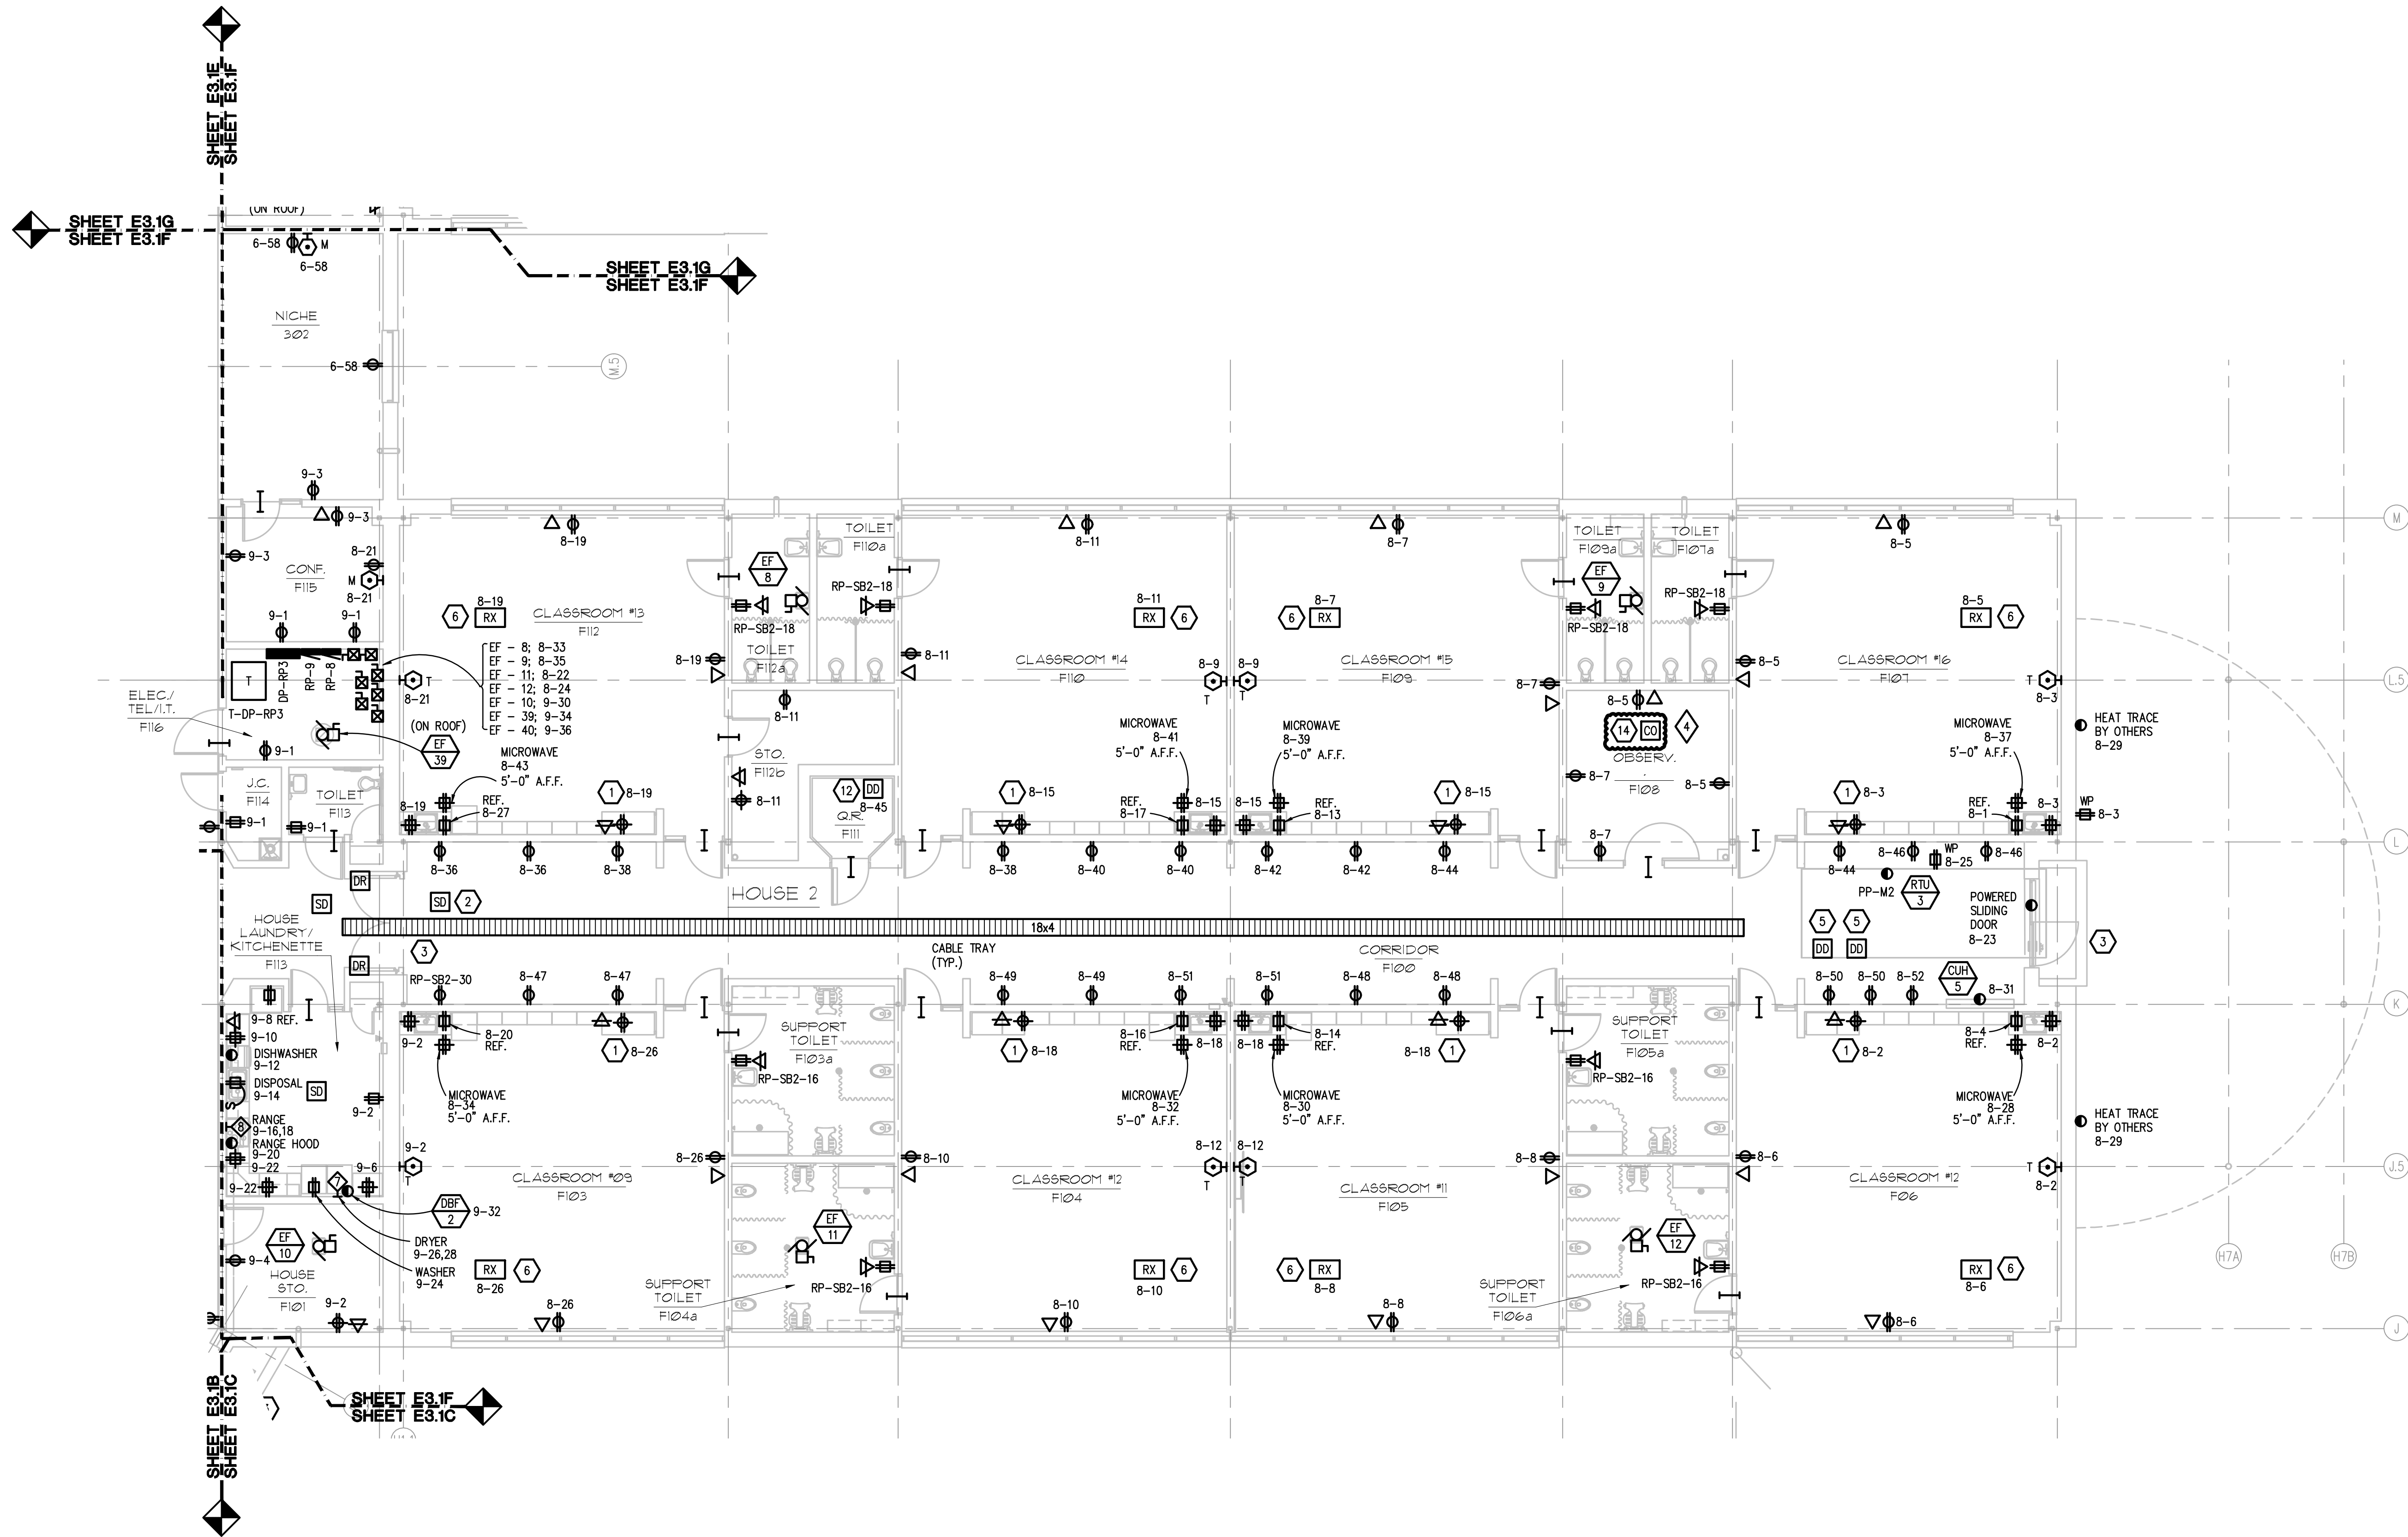 SHEET E3.1E
SHEET E3.1F
SHEET E3.1G
SHEET E3.1F
(ON ROOF)
6-58
M
6-58
SHEET E3.1G
SHEET E3.1F
NICHE
302
6-58
M.5
9-3
9-3
9-3
8-21
CONF.
F115
M
8-21
9-1
9-1
8-19
8-11
8-7
8-5
M
TOILET
F110a
TOILET
F109a
TOILET
F107a
EF
8
RP-SB2-18
RP-SB2-18
EF
9
RP-SB2-18
RP-SB2-18
8-19
6
RX
CLASSROOM #13
F112
8-11
RX
6
8-7
6
RX
8-5
RX
6
EF - 8; 8-33
EF - 9; 8-35
EF - 11; 8-22
EF - 12; 8-24
EF - 10; 9-30
EF - 39; 9-34
EF - 40; 9-36
T
DP-RP3
RP-9
RP-8
T
8-21
T-DP-RP3
ELEC./
TEL/I.T.
F116
9-1
(ON ROOF)
EF
39
8-19
TOILET
F112a
8-11
CLASSROOM #14
F110
8-9
T
8-9
T
CLASSROOM #15
F109
8-7
8-5
CLASSROOM #16
F107
T
8-3
L.5
8-11
8-5
14
CO
4
OBSERV.
F108
8-7
8-5
8-7
HEAT TRACE
BY OTHERS
8-29
MICROWAVE
8-43
5'-0" A.F.F.
MICROWAVE
8-41
5'-0" A.F.F.
MICROWAVE
8-39
5'-0" A.F.F.
MICROWAVE
8-37
5'-0" A.F.F.
STO.
F112b
8-11
12
DD
8-45
Q.R.
F111
J.C.
F114
9-1
TOILET
F113
9-1
8-19
REF.
8-27
1
8-19
1
8-15
REF.
8-17
8-15
8-15
REF.
8-13
1
8-15
1
8-3
REF.
8-1
8-3
WP
8-3
L
8-36
8-36
8-38
8-38
8-40
8-40
8-42
8-42
8-44
8-44
8-46
WP
8-25
8-46
DR
SD
SD
2
HOUSE 2
PP-M2
RTU
3
POWERED
SLIDING
DOOR
8-23
18x4
5
5
DD
DD
3
HOUSE
LAUNDRY/
KITCHENETTE
F113
DR
3
CABLE TRAY
(TYP.)
CORRIDOR
F100
RP-SB2-30
8-47
8-47
8-49
8-49
8-51
8-51
8-48
8-48
8-50
8-50
8-52
CUH
5
8-31
K
9-8 REF.
9-10
DISHWASHER
9-12
DISPOSAL
9-14
SD
S
8
RANGE
9-16,18
RANGE HOOD
9-20
9-22
9-22
7
9-6
9-2
9-2
8-20
REF.
1
8-26
SUPPORT
TOILET
F103a
RP-SB2-16
1
8-18
8-16
REF.
8-18
8-18
8-14
REF.
8-18
1
SUPPORT
TOILET
F105a
RP-SB2-16
1
8-2
8-4
REF.
8-2
MICROWAVE
8-34
5'-0" A.F.F.
MICROWAVE
8-32
5'-0" A.F.F.
MICROWAVE
8-30
5'-0" A.F.F.
MICROWAVE
8-28
5'-0" A.F.F.
HEAT TRACE
BY OTHERS
8-29
9-2
T
CLASSROOM #09
F103
8-26
8-10
CLASSROOM #12
F104
8-12
T
8-12
T
CLASSROOM #11
F105
8-8
8-6
CLASSROOM #12
F06
T
8-2
J.5
DBF
2
9-32
DRYER
9-26,28
WASHER
9-24
EF
10
9-4
HOUSE
STO.
F101
9-2
RX
8-26
6
8-26
SUPPORT
TOILET
F104a
EF
11
RP-SB2-16
RX
6
8-10
8-10
6
RX
8-8
8-8
SUPPORT
TOILET
F106a
EF
12
RP-SB2-16
RX
6
8-6
8-6
H7A
H7B
J
SHEET E3.1F
SHEET E3.1C
SHEET E3.1B
SHEET E3.1C